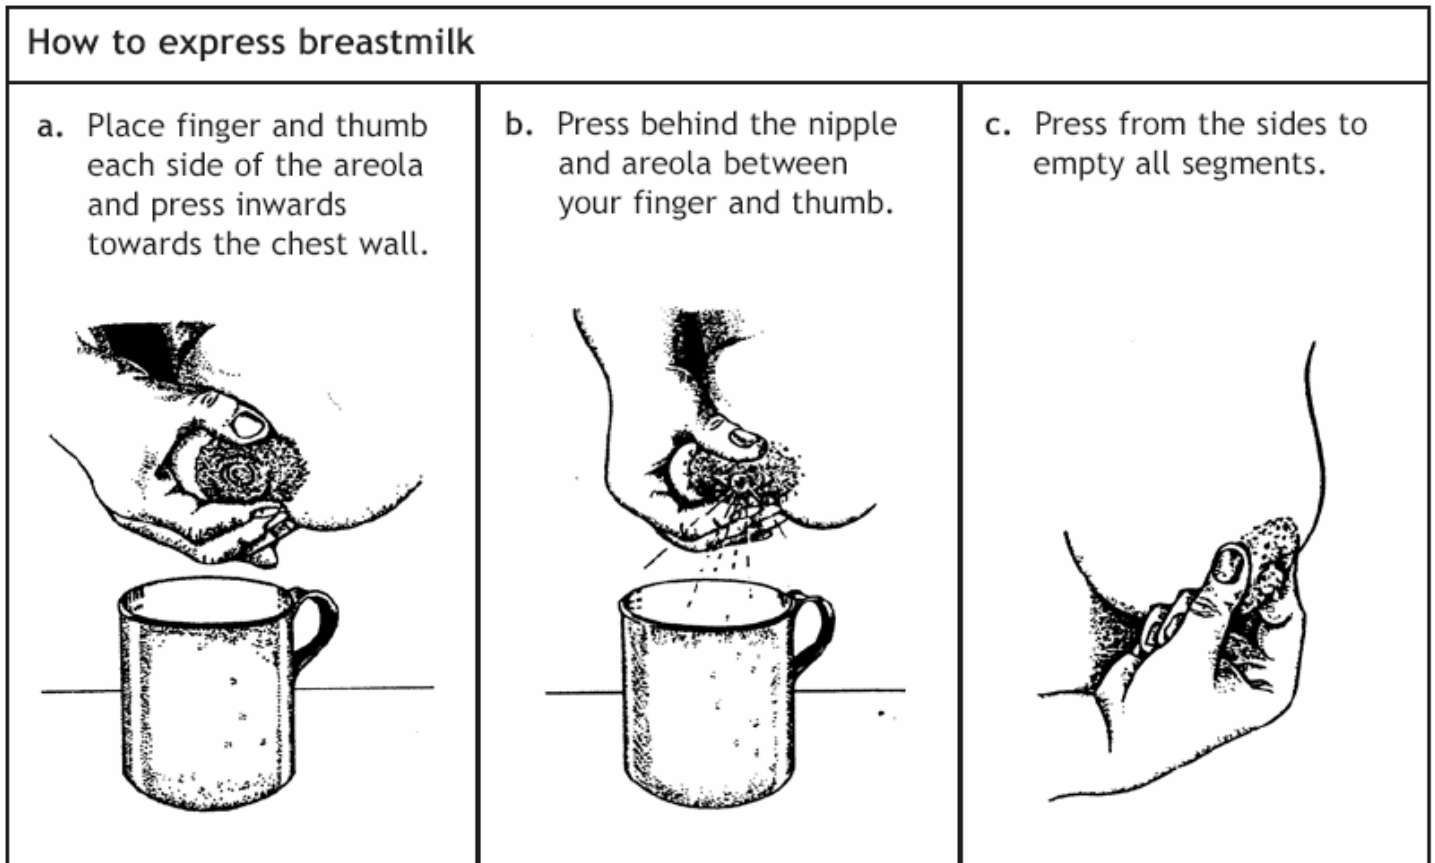 How to express breastmilk
a. Place finger and thumb
each side of the areola
and press inwards
towards the chest wall.
b. Press behind the nipple
and areola between
your finger and thumb.
c. Press from the sides to
empty all segments.